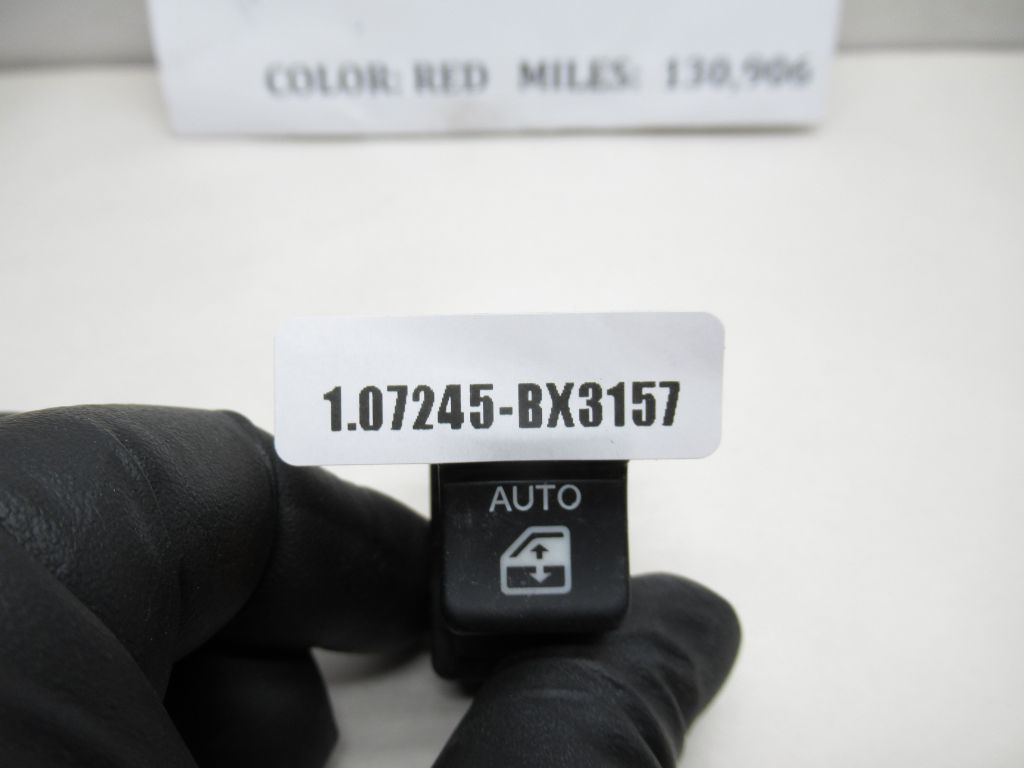 COLOR: RED MILES: 130,906
1.07245-BX3157
AUTO